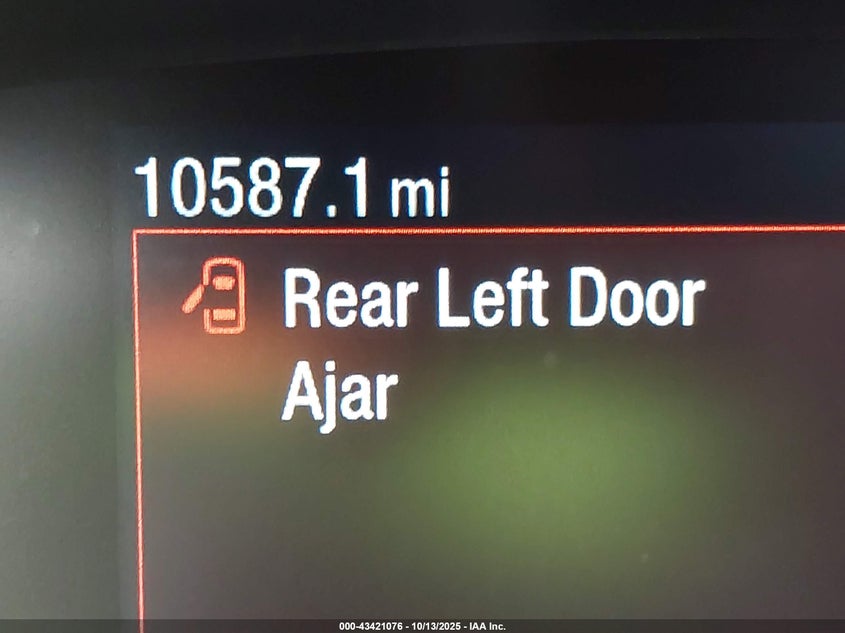 10587.1 mi
Rear Left Door
Ajar
000-43421076 - 10/13/2025 - IAA Inc.